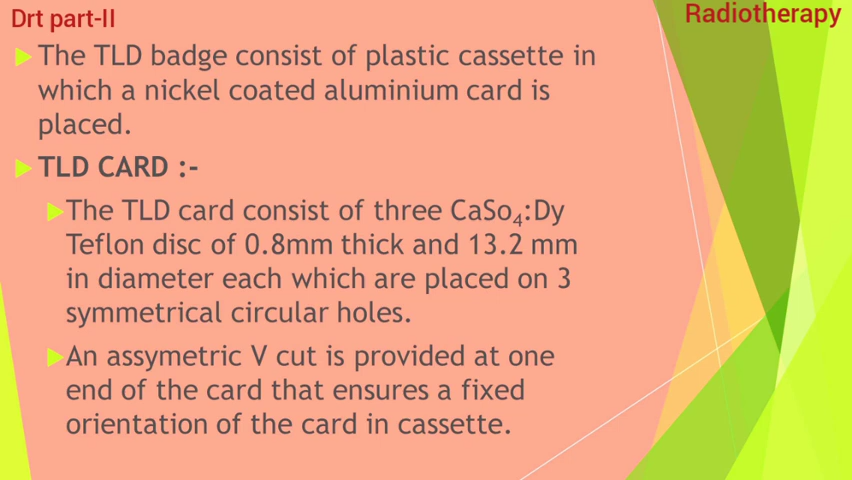 Drt part-II
Radiotherapy
The TLD badge consist of plastic cassette in
which a nickel coated aluminium card is
placed.
TLD CARD :-
The TLD card consist of three CaSo₄:Dy
Teflon disc of 0.8mm thick and 13.2 mm
in diameter each which are placed on 3
symmetrical circular holes.
An assymetric V cut is provided at one
end of the card that ensures a fixed
orientation of the card in cassette.